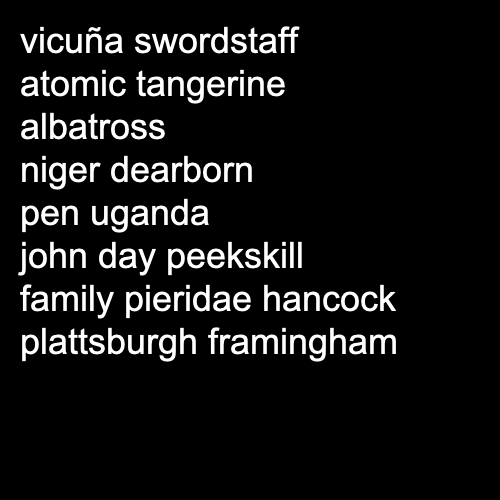 vicuña swordstaff
atomic tangerine
albatross
niger dearborn
pen uganda
john day peekskill
family pieridae hancock
plattsburgh framingham